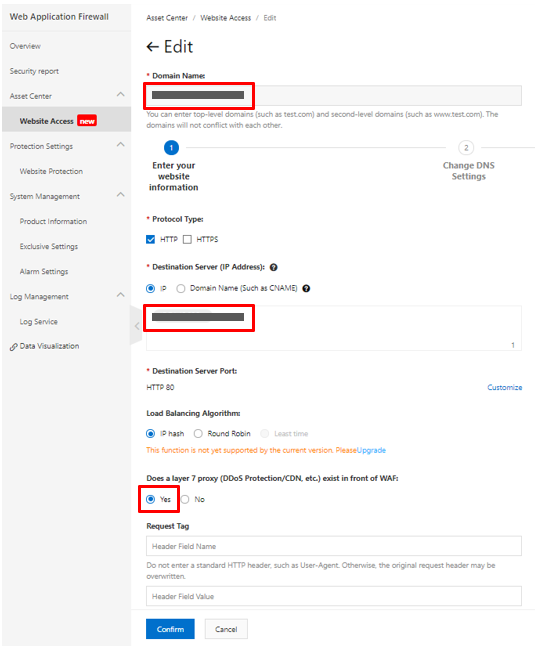 Web Application Firewall
Overview
Security report
Asset Center
Website Access new
Protection Settings
Website Protection
System Management
Product Information
Exclusive Settings
Alarm Settings
Log Management
Log Service
Data Visualization
Asset Center / Website Access / Edit
← Edit
* Domain Name:
You can enter top-level domains (such as test.com) and second-level domains (such as www.test.com). The
domains will not conflict with each other.
1
2
Enter your
website
information
Change DNS
Settings
* Protocol Type:
HTTP HTTPS
* Destination Server (IP Address): ?
IP Domain Name (Such as CNAME) ?
1
* Destination Server Port:
HTTP 80 Customize
Load Balancing Algorithm:
IP hash Round Robin Least time
This function is not yet supported by the current version. PleaseUpgrade
Does a layer 7 proxy (DDoS Protection/CDN, etc.) exist in front of WAF:
Yes No
Request Tag
Header Field Name
Do not enter a standard HTTP header, such as User-Agent. Otherwise, the original request header may be
overwritten.
Header Field Value
Confirm Cancel